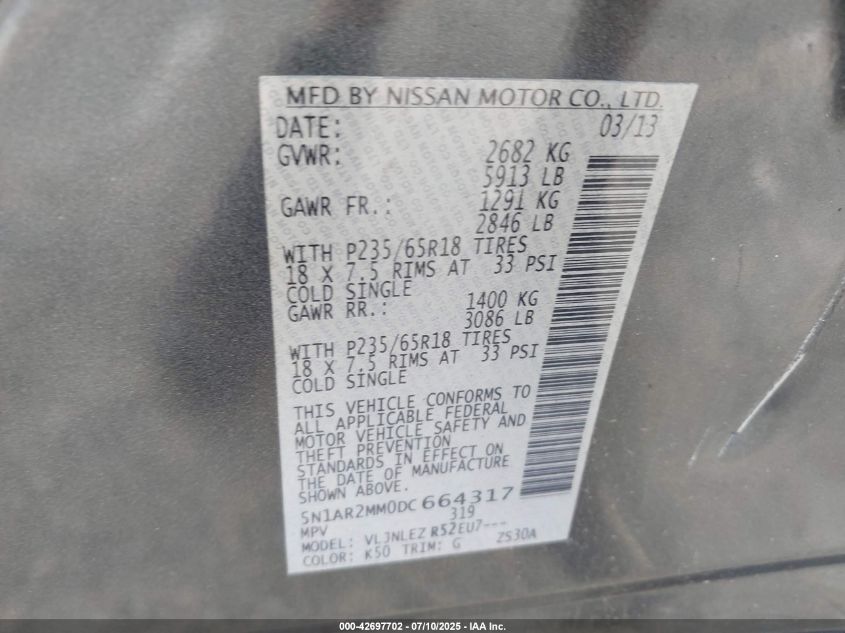 MFD BY NISSAN MOTOR CO., LTD.
DATE: 03/13
GVWR: 2682 KG
5913 LB
GAWR FR.: 1291 KG
2846 LB
WITH P235/65R18 TIRES
18 X 7.5 RIMS AT 33 PSI
COLD SINGLE
GAWR RR.: 1400 KG
3086 LB
WITH P235/65R18 TIRES
18 X 7.5 RIMS AT 33 PSI
COLD SINGLE
THIS VEHICLE CONFORMS TO
ALL APPLICABLE FEDERAL
MOTOR VEHICLE SAFETY AND
THEFT PREVENTION
STANDARDS IN EFFECT ON
THE DATE OF MANUFACTURE
SHOWN ABOVE.
5N1AR2MM0DC664317
MPV 319
MODEL: VLJNLEZ R52EU7---
COLOR: K50 TRIM: G ZS30A
000-42697702 - 07/10/2025 - IAA Inc.